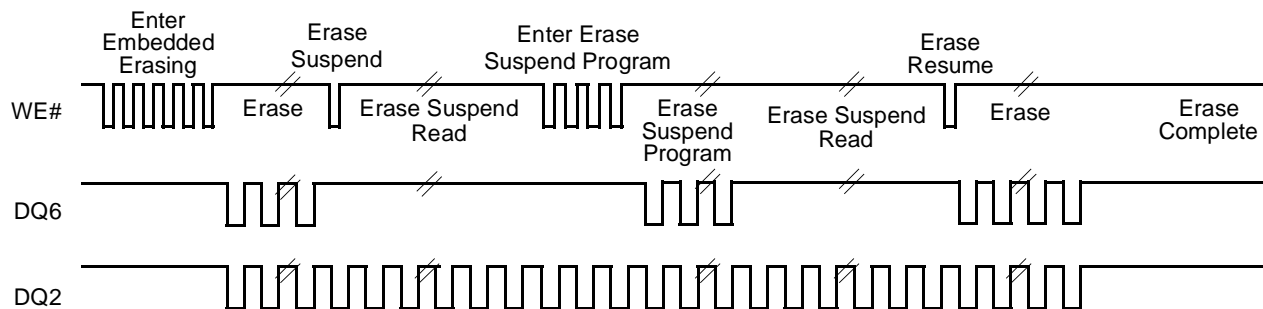 Enter
Embedded
Erasing
Erase
Suspend
Enter Erase
Suspend Program
Erase
Resume
WE#
Erase
Erase Suspend
Read
Erase
Suspend
Program
Erase Suspend
Read
Erase
Erase
Complete
DQ6
DQ2